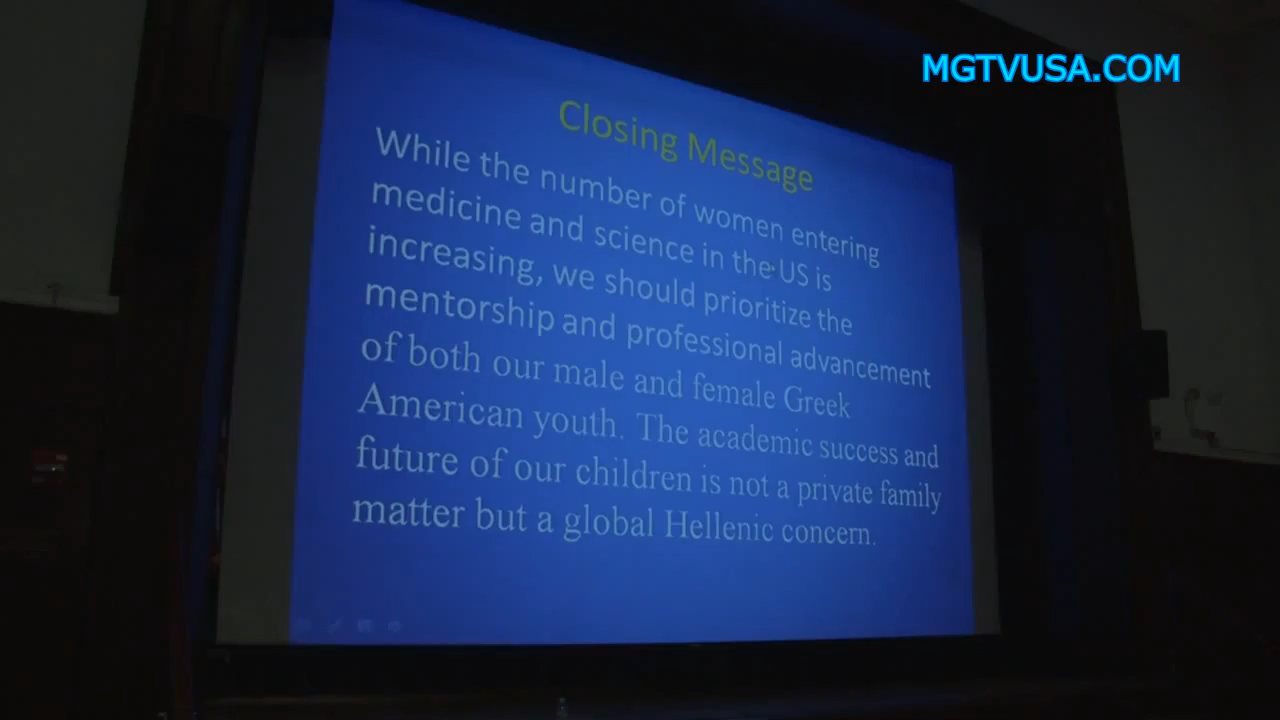 MGTVUSA.COM
Closing Message
While the number of women entering
medicine and science in the US is
increasing, we should prioritize the
mentorship and professional advancement
of both our male and female Greek
American youth. The academic success and
future of our children is not a private family
matter but a global Hellenic concern.